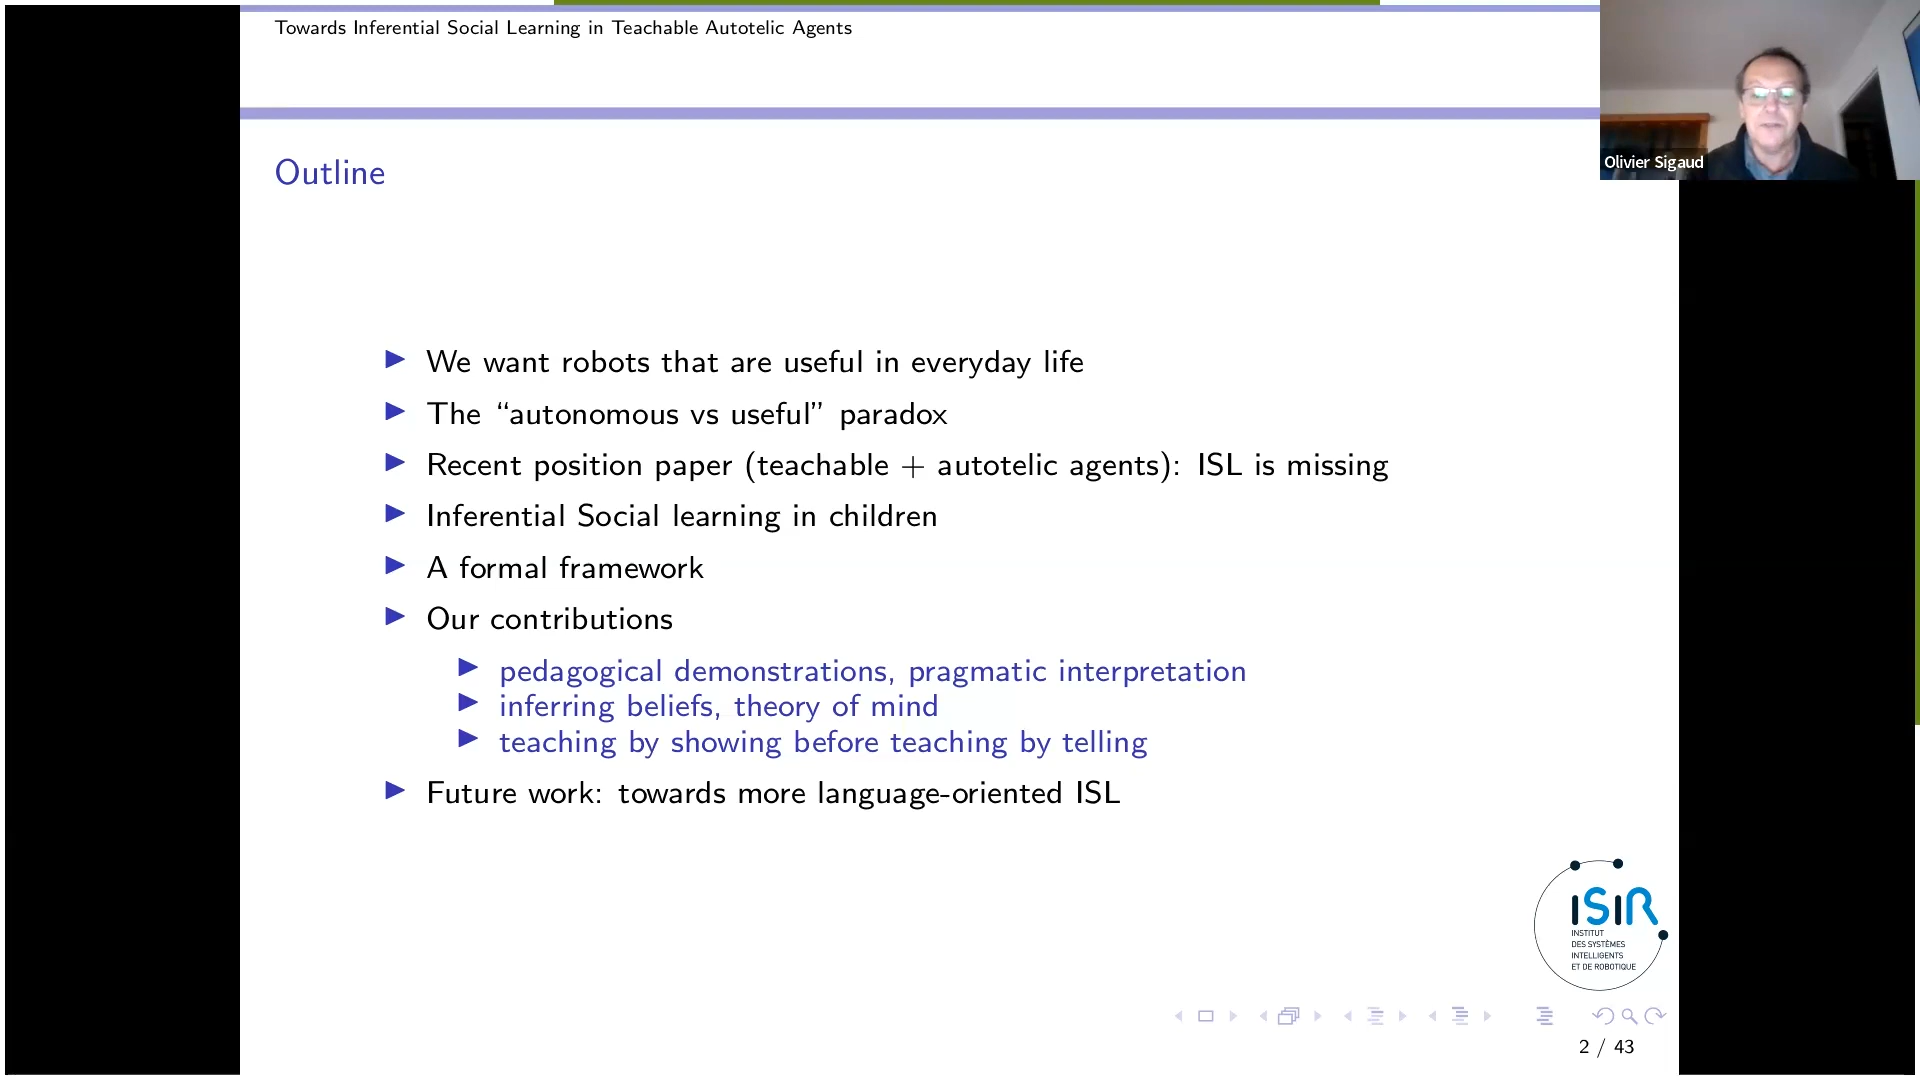 Towards Inferential Social Learning in Teachable Autotelic Agents
Olivier Sigaud
Outline
We want robots that are useful in everyday life
The “autonomous vs useful” paradox
Recent position paper (teachable + autotelic agents): ISL is missing
Inferential Social learning in children
A formal framework
Our contributions
pedagogical demonstrations, pragmatic interpretation
inferring beliefs, theory of mind
teaching by showing before teaching by telling
Future work: towards more language-oriented ISL
ISIR
INSTITUT
DES SYSTÈMES
INTELLIGENTS
ET DE ROBOTIQUE
2 / 43